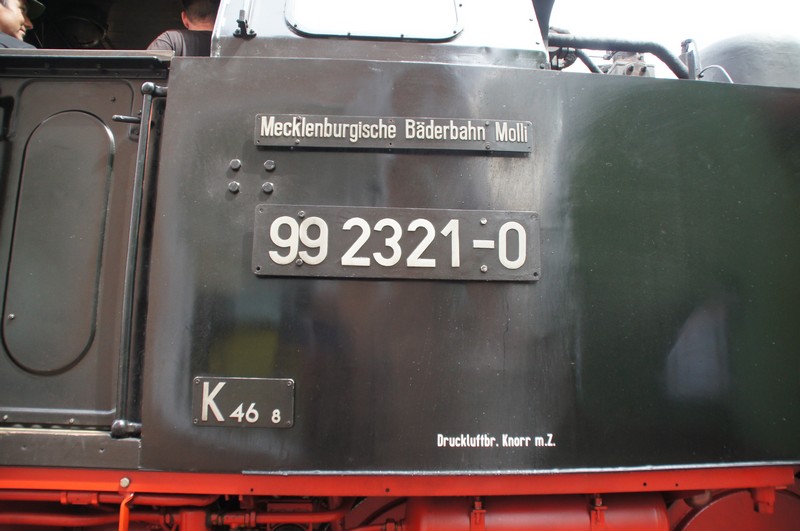 Mecklenburgische Bäderbahn Molli
99 2321-0
K 46 8
Druckluftbr. Knorr m.Z.